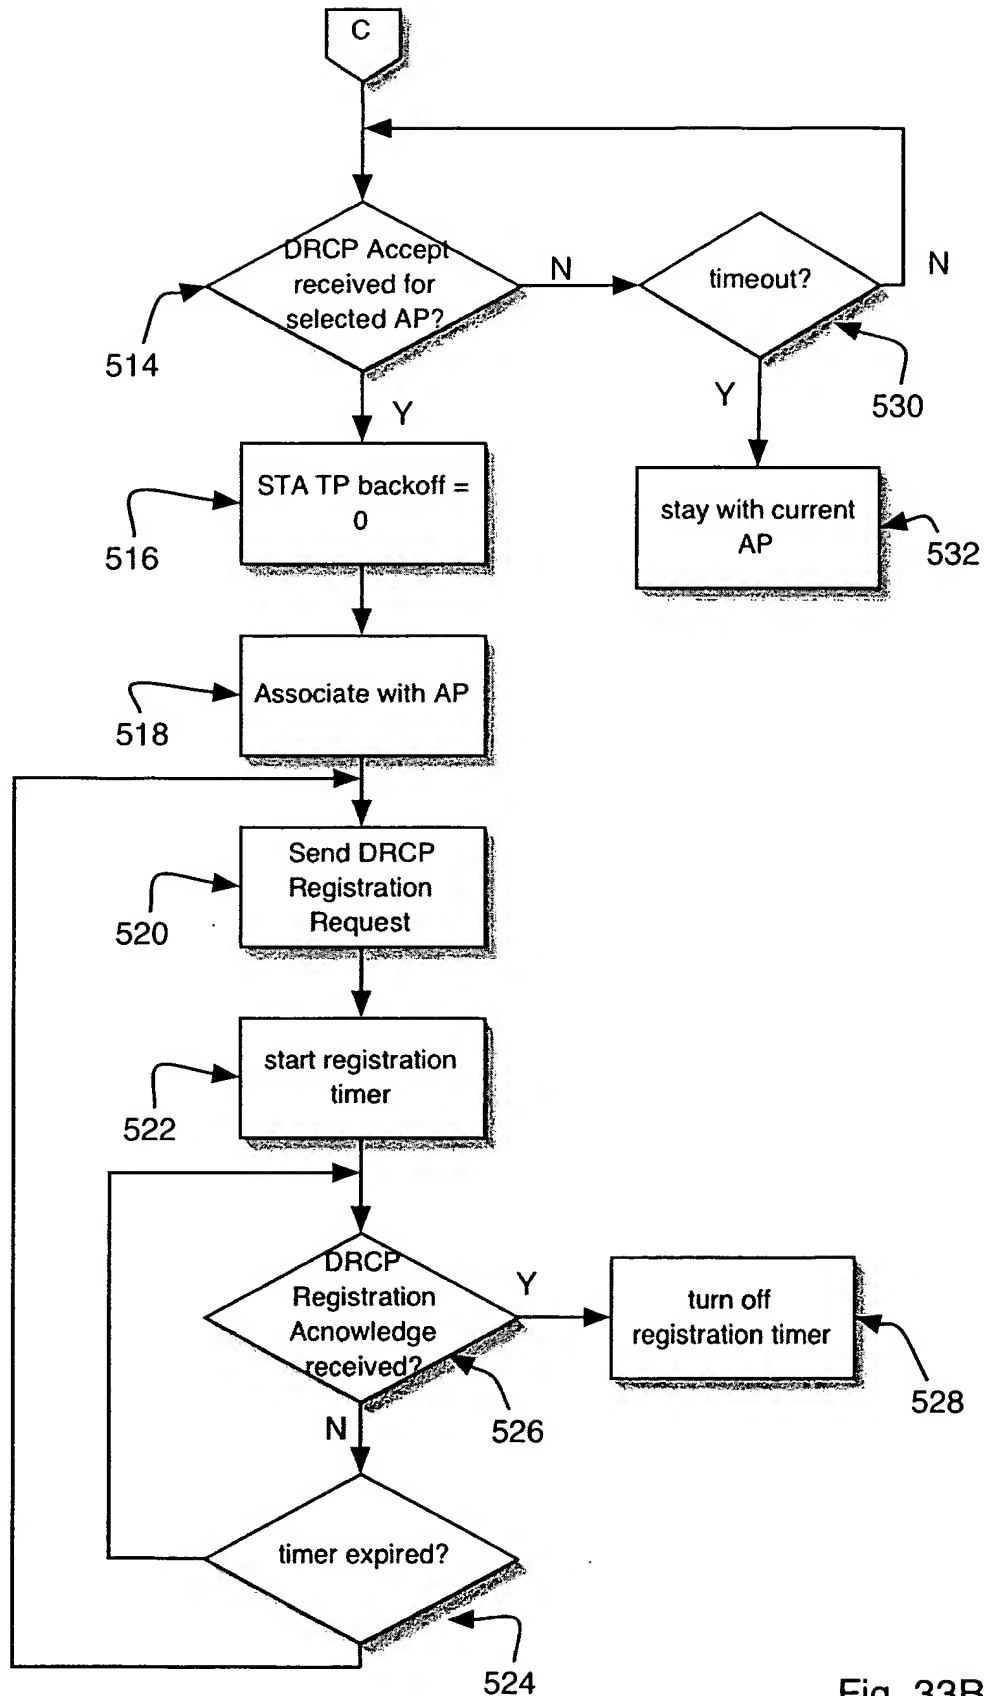 C
DRCP Accept
received for
selected AP?
N
timeout?
N
514
530
Y
Y
STA TP backoff =
0
516
stay with current
AP
532
Associate with AP
518
Send DRCP
Registration
Request
520
start registration
timer
522
DRCP
Registration
Acnowledge
received?
Y
turn off
registration timer
526
528
N
timer expired?
524
Fig. 33B